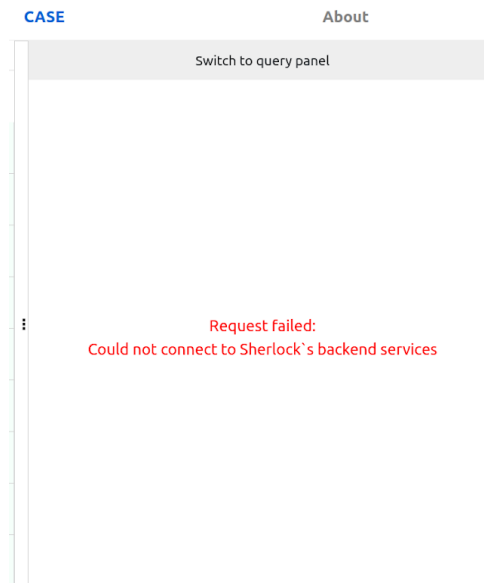 CASE
About
Switch to query panel
Request failed:
Could not connect to Sherlock`s backend services